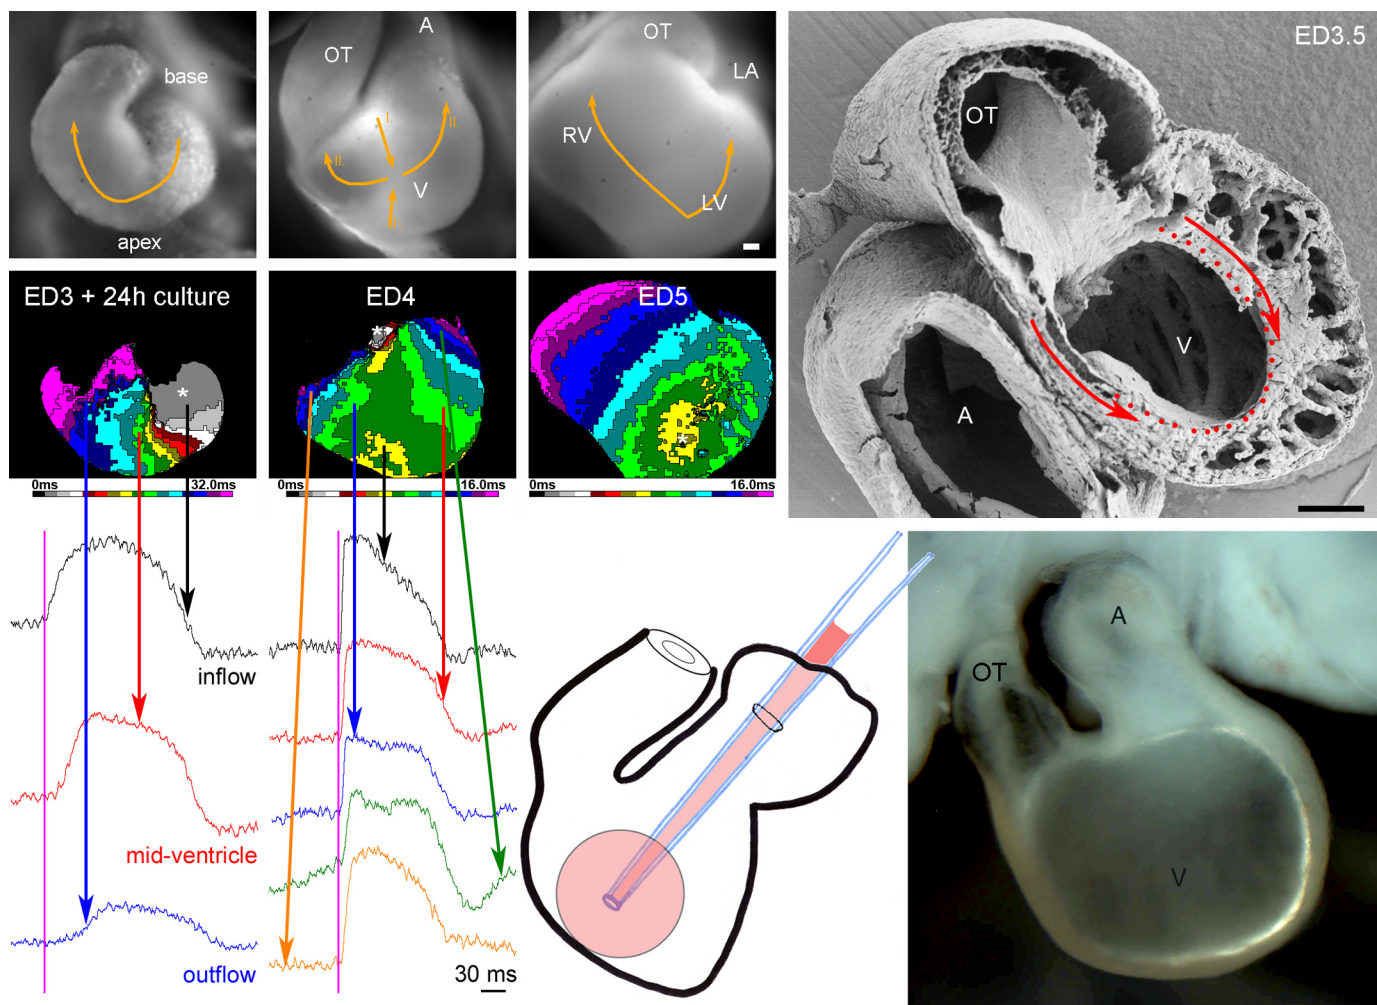 base
apex
OT
A
I.
II.
II.
V
I.
OT
LA
RV
LV
ED3.5
OT
V
A
ED3 + 24h culture
*
0ms
32.0ms
ED4
*
0ms
16.0ms
ED5
*
0ms
16.0ms
inflow
mid-ventricle
outflow
30 ms
A
OT
V